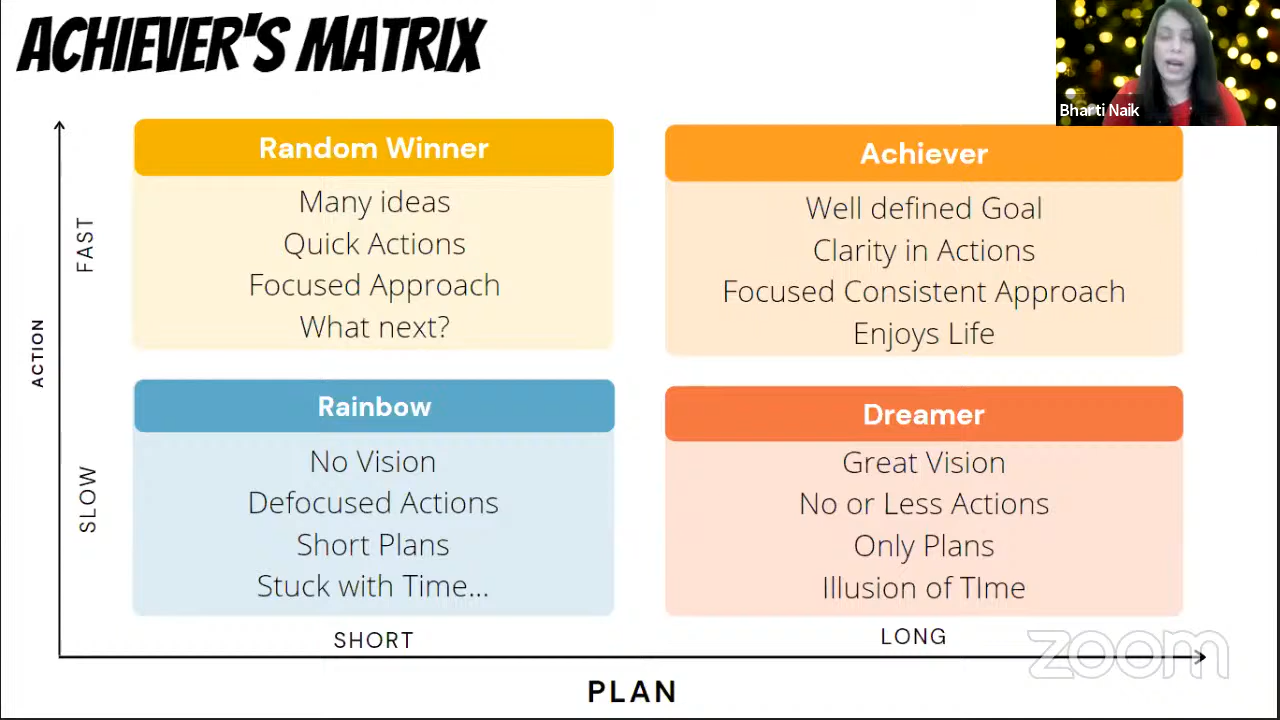 ACHIEVER'S MATRIX
Bharti Naik
Random Winner
Many ideas
Quick Actions
Focused Approach
What next?
Achiever
Well defined Goal
Clarity in Actions
Focused Consistent Approach
Enjoys Life
FAST
ACTION
SLOW
Rainbow
No Vision
Defocused Actions
Short Plans
Stuck with Time...
Dreamer
Great Vision
No or Less Actions
Only Plans
Illusion of TIme
SHORT
LONG
zoom
PLAN